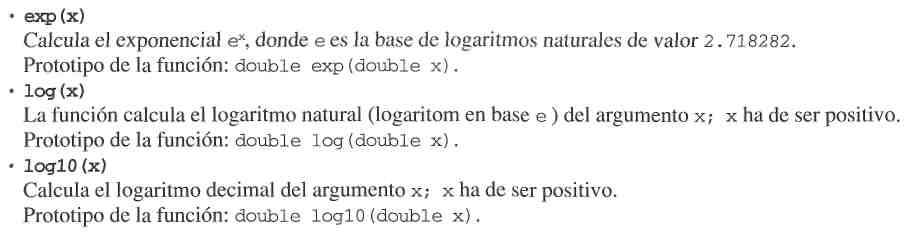 • exp(x)
Calcula el exponencial eˣ, donde e es la base de logaritmos naturales de valor 2.718282.
Prototipo de la función: double exp(double x).
• log(x)
La función calcula el logaritmo natural (logaritom en base e ) del argumento x; x ha de ser positivo.
Prototipo de la función: double log(double x).
• log10(x)
Calcula el logaritmo decimal del argumento x; x ha de ser positivo.
Prototipo de la función: double log10(double x).